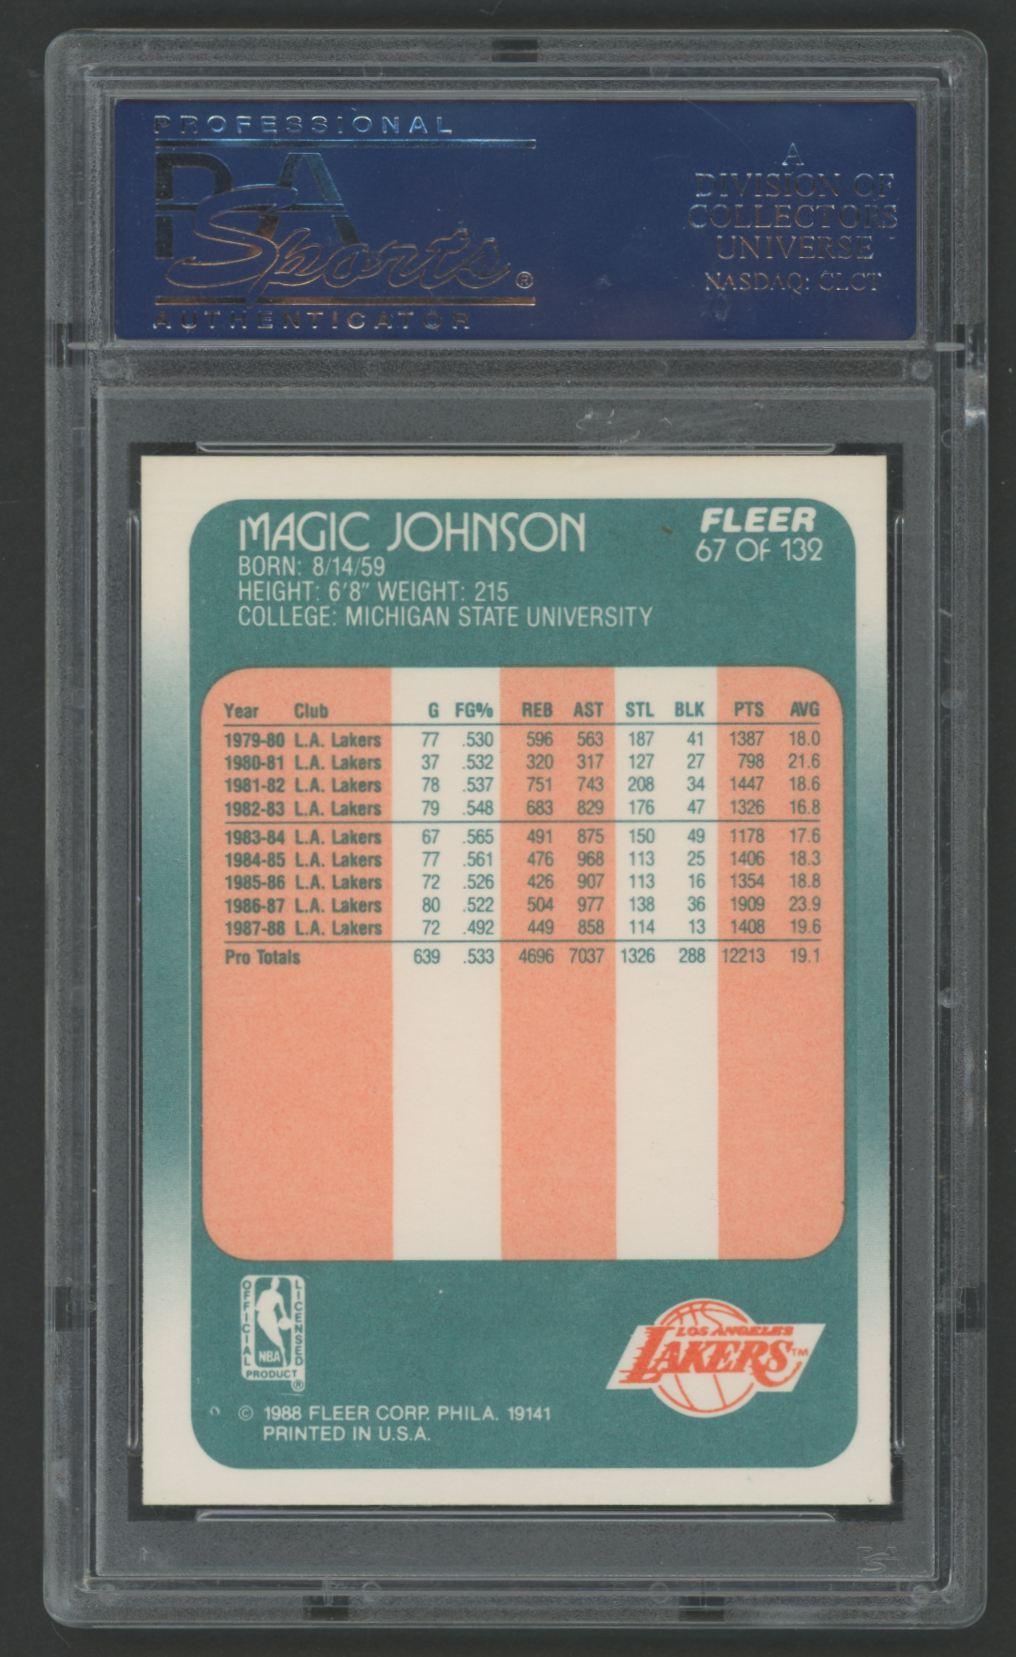 PROFESSIONAL
PSA
Sports®
AUTHENTICATOR
A
DIVISION OF
COLLECTORS
UNIVERSE
NASDAQ: CLCT
MAGIC JOHNSON
BORN: 8/14/59
HEIGHT: 6'8" WEIGHT: 215
COLLEGE: MICHIGAN STATE UNIVERSITY
FLEER
67 OF 132
Year Club G FG% REB AST STL BLK PTS AVG
1979-80 L.A. Lakers 77 .530 596 563 187 41 1387 18.0
1980-81 L.A. Lakers 37 .532 320 317 127 27 798 21.6
1981-82 L.A. Lakers 78 .537 751 743 208 34 1447 18.6
1982-83 L.A. Lakers 79 .548 683 829 176 47 1326 16.8
1983-84 L.A. Lakers 67 .565 491 875 150 49 1178 17.6
1984-85 L.A. Lakers 77 .561 476 968 113 25 1406 18.3
1985-86 L.A. Lakers 72 .526 426 907 113 16 1354 18.8
1986-87 L.A. Lakers 80 .522 504 977 138 36 1909 23.9
1987-88 L.A. Lakers 72 .492 449 858 114 13 1408 19.6
Pro Totals 639 .533 4696 7037 1326 288 12213 19.1
OFFICIAL
LICENSED
NBA
PRODUCT
®
LOS ANGELES
LAKERS™
© 1988 FLEER CORP. PHILA. 19141
PRINTED IN U.S.A.
PSA